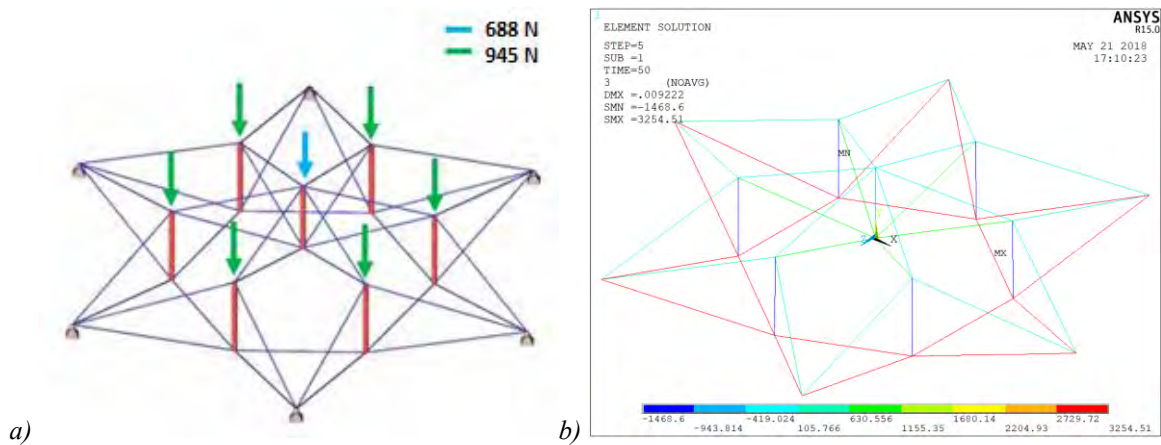 688 N
945 N
a)
b)
1
ELEMENT SOLUTION
STEP=5
SUB =1
TIME=50
3 (NOAVG)
DMX =.009222
SMN =-1468.6
SMX =3254.51
ANSYS
R15.0
MAY 21 2018
17:10:23
MN
Y
Z X
MX
-1468.6 -419.024 630.556 1680.14 2729.72
-943.814 105.766 1155.35 2204.93 3254.51